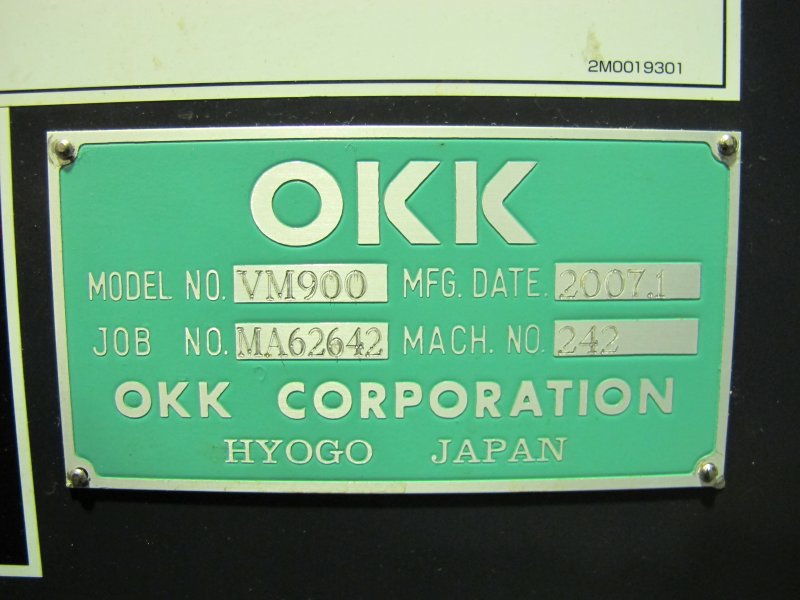 2M0019301
OKK
MODEL NO. VM900 MFG. DATE. 2007.1
JOB NO. MA62642 MACH. NO. 242
OKK CORPORATION
HYOGO JAPAN